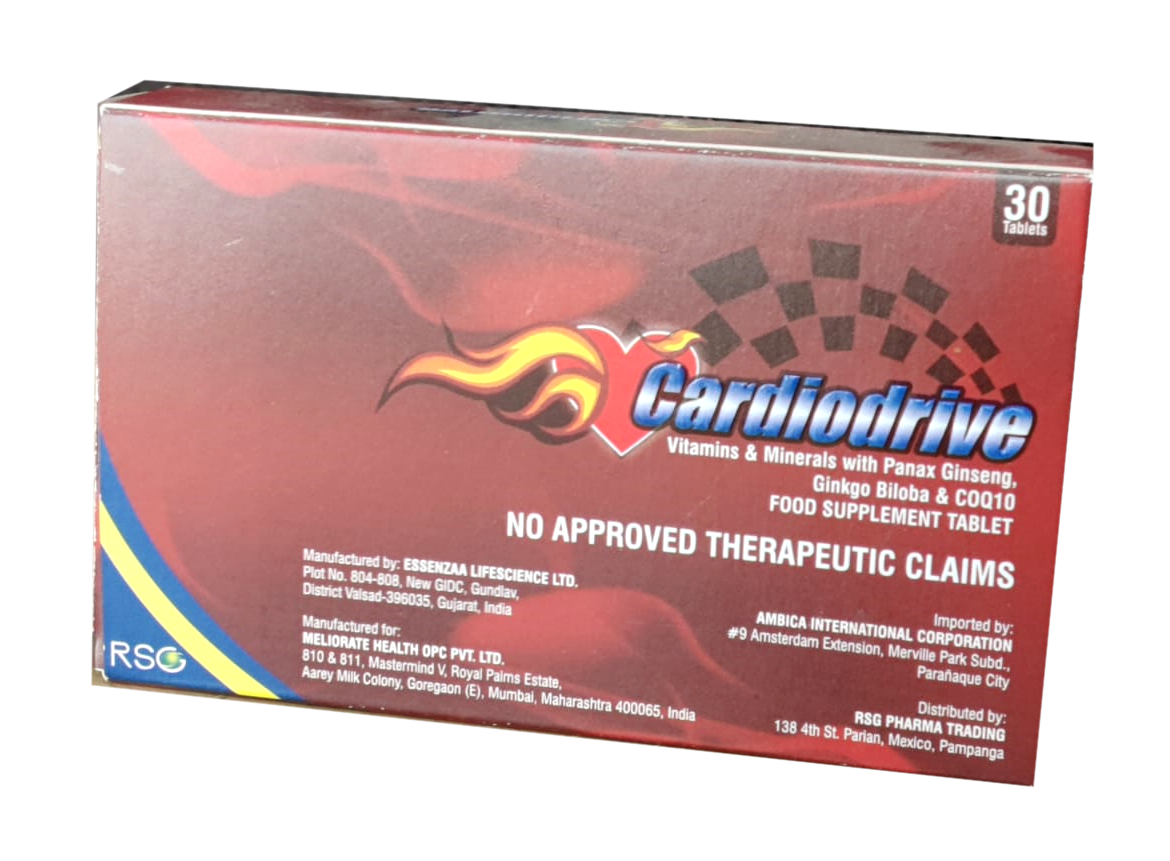 30
Tablets
Cardiodrive
Vitamins & Minerals with Panax Ginseng,
Ginkgo Biloba & COQ10
FOOD SUPPLEMENT TABLET
NO APPROVED THERAPEUTIC CLAIMS
Manufactured by: ESSENZAA LIFESCIENCE LTD.
Plot No. 804-808, New GIDC, Gundlav,
District Valsad-396035, Gujarat, India
Manufactured for:
MELIORATE HEALTH OPC PVT. LTD.
810 & 811, Mastermind V, Royal Palms Estate,
Aarey Milk Colony, Goregaon (E), Mumbai, Maharashtra 400065, India
Imported by:
AMBICA INTERNATIONAL CORPORATION
#9 Amsterdam Extension, Merville Park Subd.,
Parañaque City
Distributed by:
RSG PHARMA TRADING
138 4th St. Parian, Mexico, Pampanga
RSG